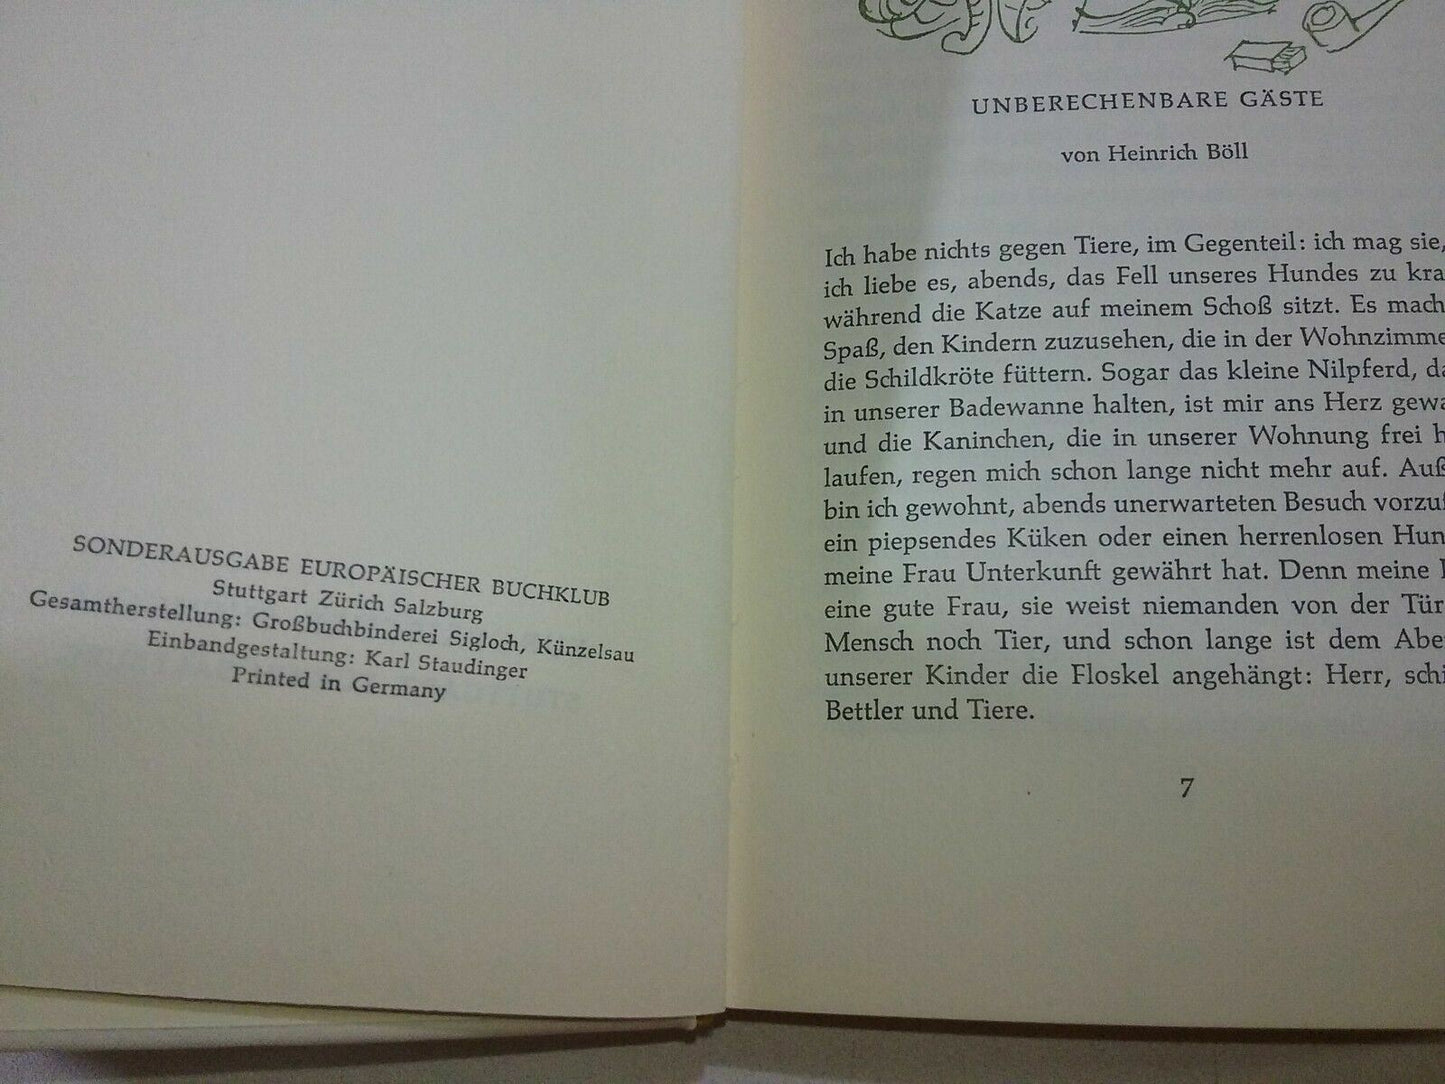 SONDERAUSGABE EUROPÄISCHER BUCHKLUB
Stuttgart Zürich Salzburg
Gesamtherstellung: Großbuchbinderei Sigloch, Künzelsau
Einbandgestaltung: Karl Staudinger
Printed in Germany
UNBERECHENBARE GÄSTE
von Heinrich Böll
Ich habe nichts gegen Tiere, im Gegenteil: ich mag sie,
ich liebe es, abends, das Fell unseres Hundes zu
während die Katze auf meinem Schoß sitzt. Es
Spaß, den Kindern zuzusehen, die in der
die Schildkröte füttern. Sogar das kleine Nilpferd,
in unserer Badewanne halten, ist mir ans Herz
und die Kaninchen, die in unserer Wohnung frei
laufen, regen mich schon lange nicht mehr auf.
bin ich gewohnt, abends unerwarteten Besuch
ein piepsendes Küken oder einen herrenlosen
meine Frau Unterkunft gewährt hat. Denn meine
eine gute Frau, sie weist niemanden von der Tür
Mensch noch Tier, und schon lange ist dem
unserer Kinder die Floskel angehängt: Herr,
Bettler und Tiere.
7